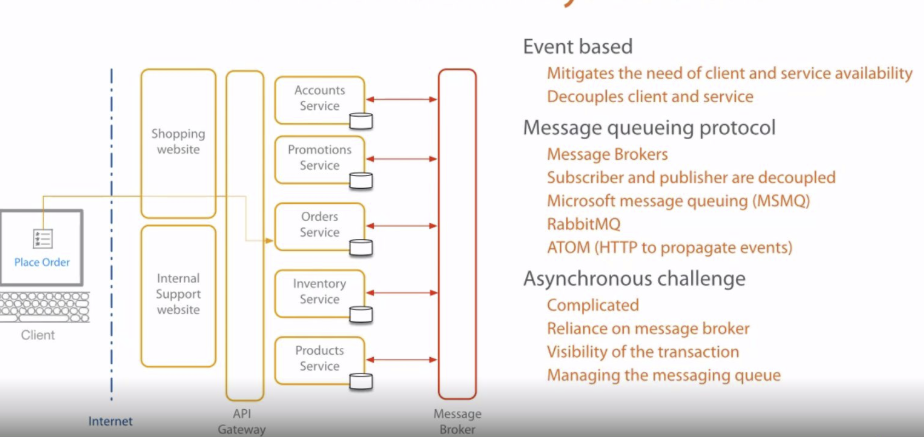 Event based
Mitigates the need of client and service availability
Decouples client and service
Message queueing protocol
Message Brokers
Subscriber and publisher are decoupled
Microsoft message queuing (MSMQ)
RabbitMQ
ATOM (HTTP to propagate events)
Asynchronous challenge
Complicated
Reliance on message broker
Visibility of the transaction
Managing the messaging queue
Place Order
Client
Internet
Shopping
website
Internal
Support
website
API
Gateway
Accounts
Service
Promotions
Service
Orders
Service
Inventory
Service
Products
Service
Message
Broker